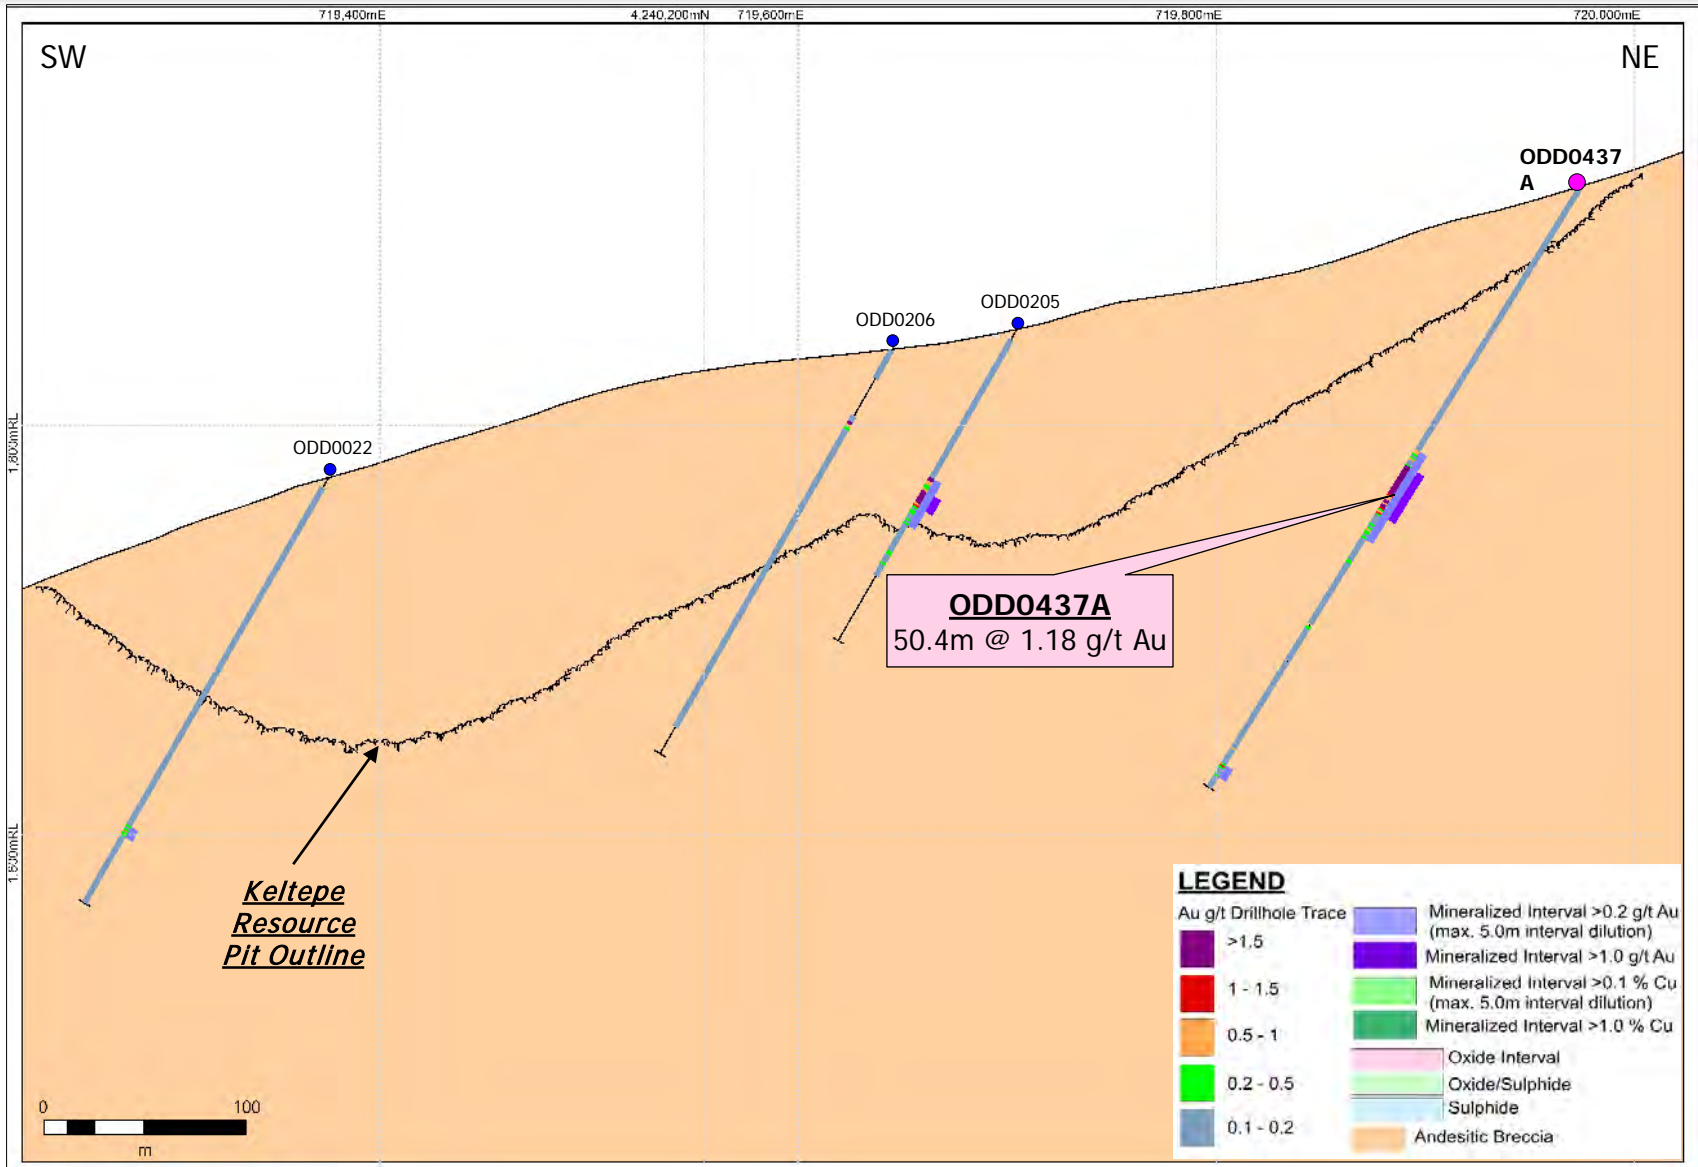 719,400mE 4.240,200mN 719,600mE 719,800mE 720,000mE
SW NE
ODD0437
A
ODD0205
ODD0206
1,800mRL
ODD0022
ODD0437A
50.4m @ 1.18 g/t Au
Keltepe
Resource
Pit Outline
LEGEND
Au g/t Drillhole Trace
>1.5
1 - 1.5
0.5 - 1
0.2 - 0.5
0.1 - 0.2
Mineralized Interval >0.2 g/t Au
(max. 5.0m interval dilution)
Mineralized Interval >1.0 g/t Au
Mineralized Interval >0.1 % Cu
(max. 5.0m interval dilution)
Mineralized Interval >1.0 % Cu
Oxide Interval
Oxide/Sulphide
Sulphide
Andesitic Breccia
0 100
m